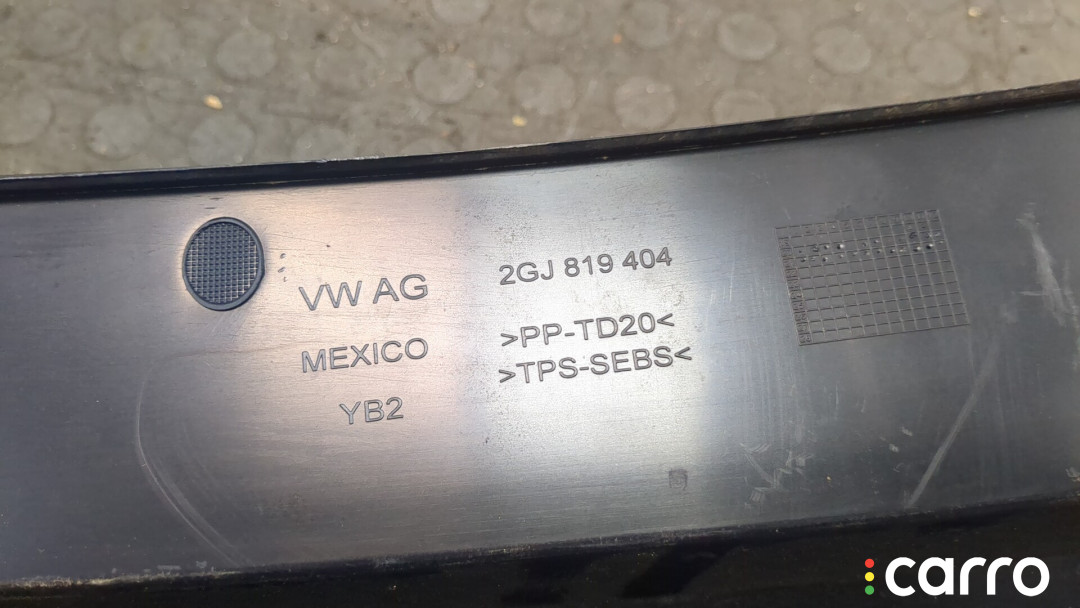 VW AG
MEXICO
YB2
2GJ 819 404
>PP-TD20<
>TPS-SEBS<
carro